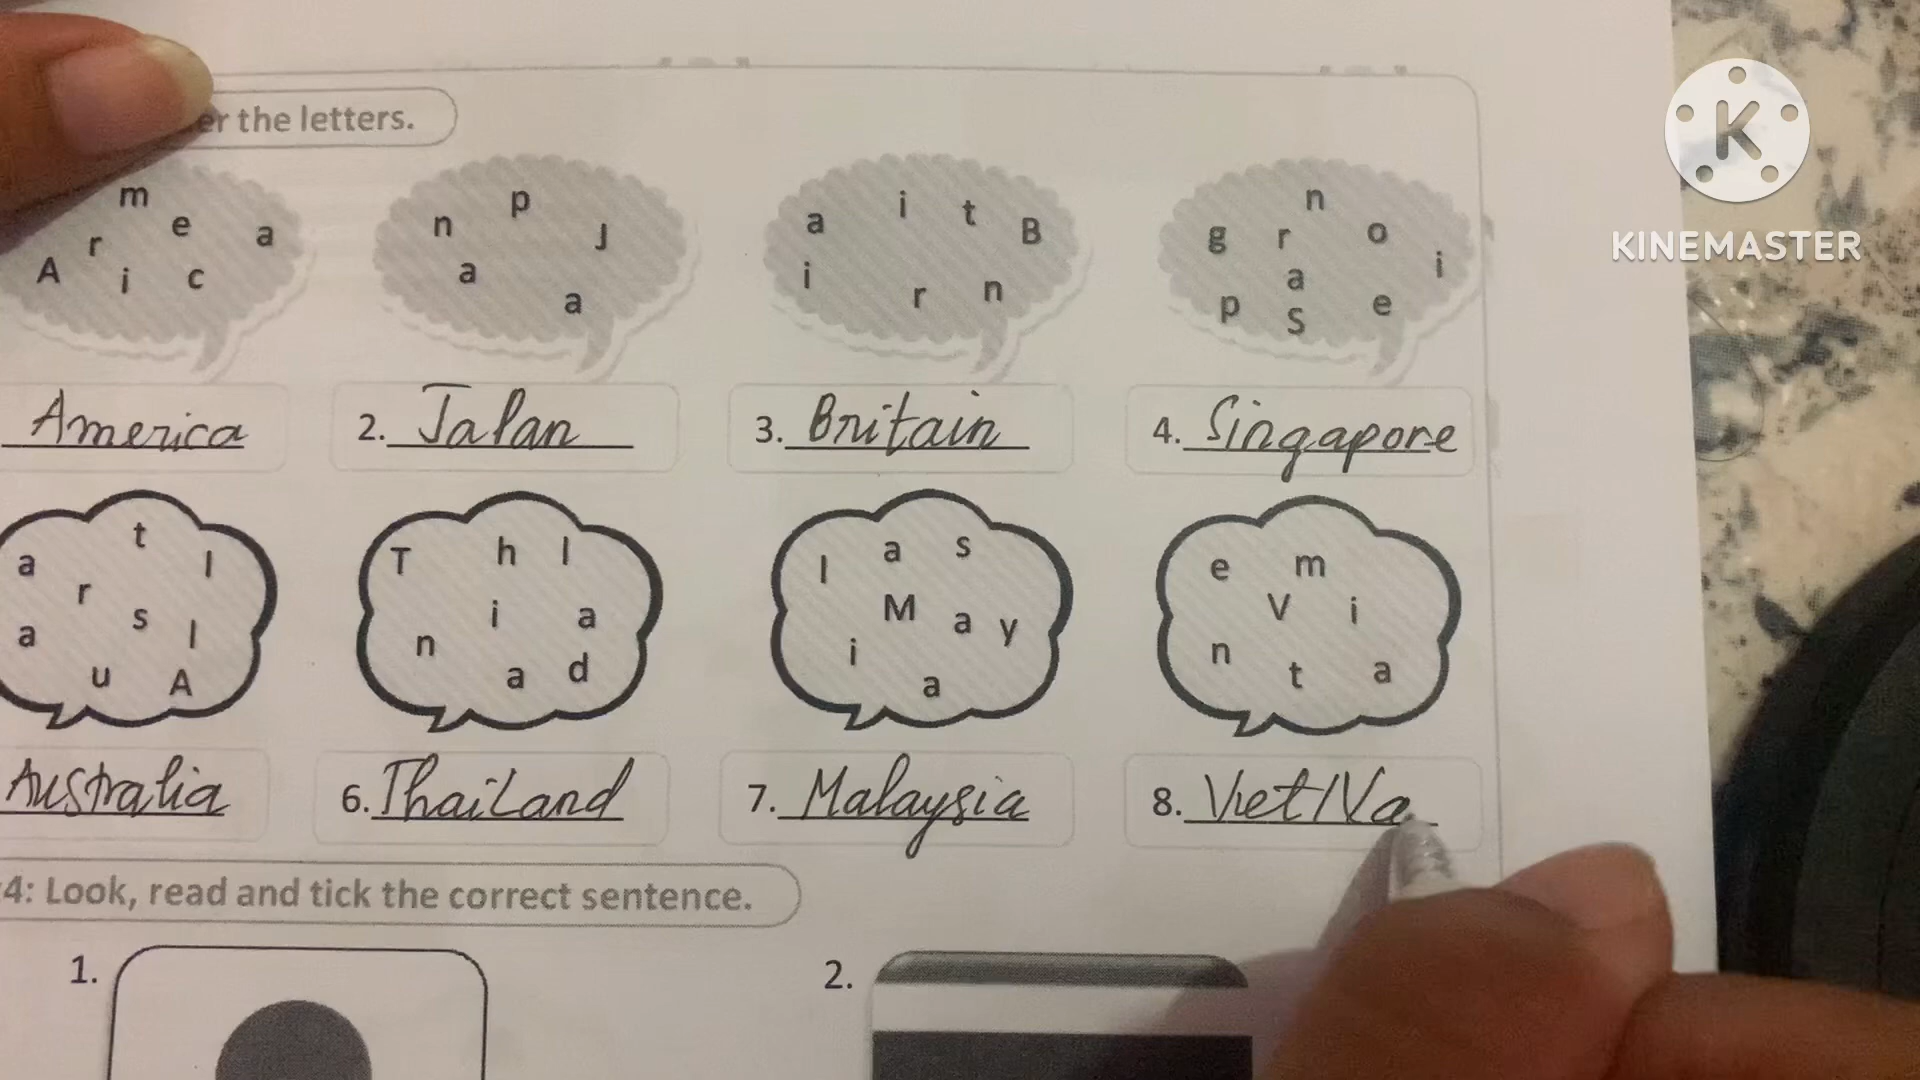 er the letters.
K
KINEMASTER
m
e
r
a
A
i
c
p
n
J
a
a
i
t
a
B
i
r
n
n
g
r
o
i
a
p
S
e
America
2. Japan
3. Britain
4. Singapore
t
a
l
r
s
a
I
u
A
T
h
l
i
a
n
a
d
a
s
l
M
a
y
i
a
e
m
V
i
n
t
a
Australia
6. Thailand
7. Malaysia
8. VietNa
4: Look, read and tick the correct sentence.
1.
2.